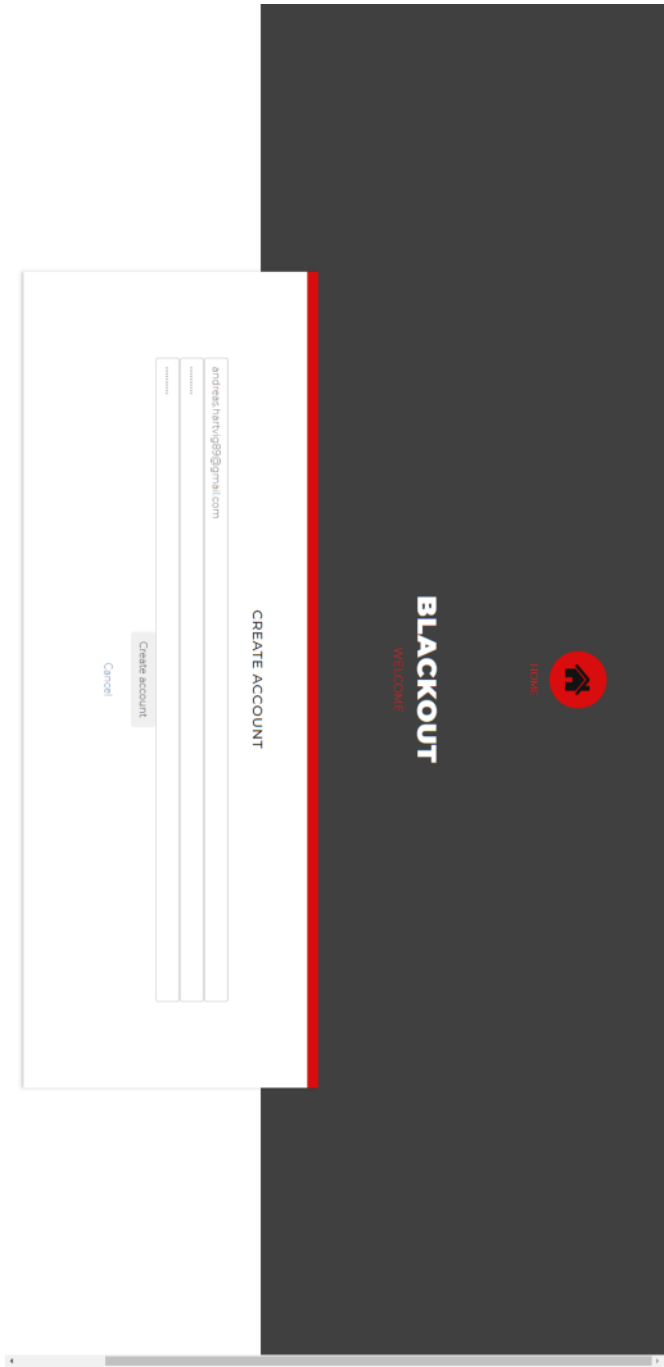 HOME
BLACKOUT
WELCOME
CREATE ACCOUNT
andreas.hartvig89@gmail.com
··········
··········
Create account
Cancel